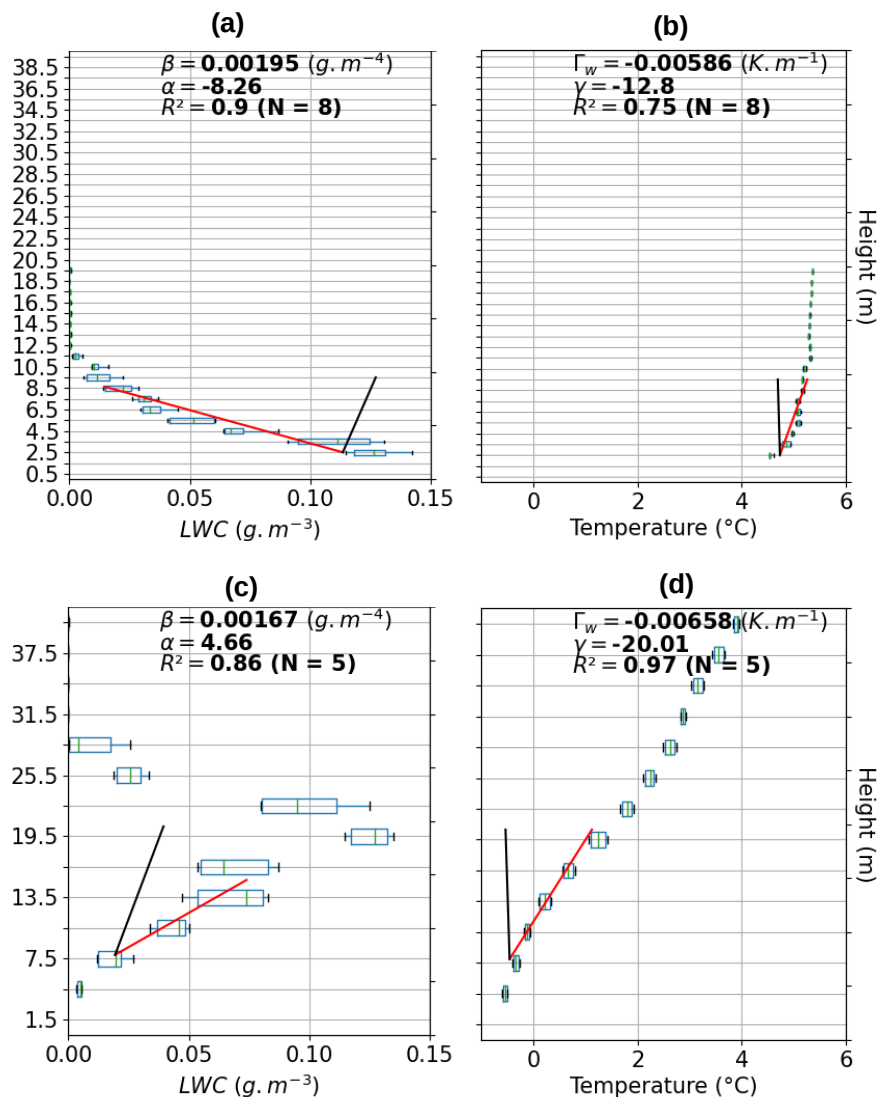 (a)
β = 0.00195 (g.m⁻⁴)
α = -8.26
R² = 0.9 (N = 8)
38.5
36.5
34.5
32.5
30.5
28.5
26.5
24.5
22.5
20.5
18.5
16.5
14.5
12.5
10.5
8.5
6.5
4.5
2.5
0.5
0.00
0.05
0.10
0.15
LWC (g.m⁻³)
(b)
Γw = -0.00586 (K.m⁻¹)
γ = -12.8
R² = 0.75 (N = 8)
Height (m)
0
2
4
6
Temperature (°C)
(c)
β = 0.00167 (g.m⁻⁴)
α = 4.66
R² = 0.86 (N = 5)
37.5
31.5
25.5
19.5
13.5
7.5
1.5
0.00
0.05
0.10
0.15
LWC (g.m⁻³)
(d)
Γw = -0.00658 (K.m⁻¹)
γ = -20.01
R² = 0.97 (N = 5)
Height (m)
0
2
4
6
Temperature (°C)